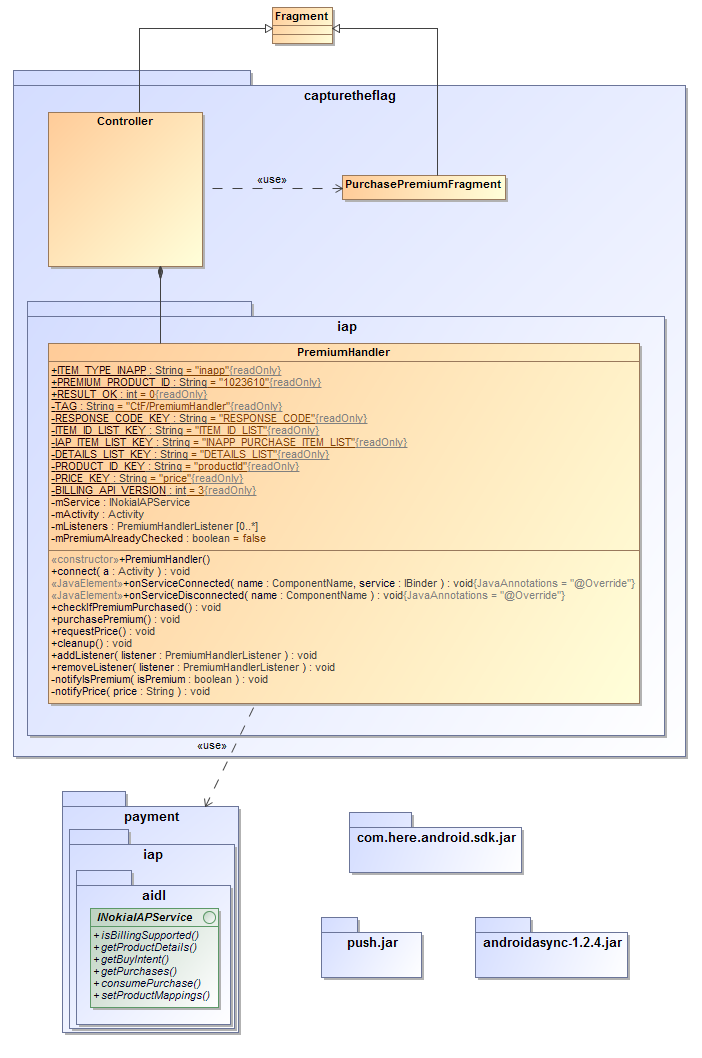 Fragment
capturetheflag
Controller
«use»
PurchasePremiumFragment
iap
PremiumHandler
+ITEM_TYPE_INAPP : String = "inapp"{readOnly}
+PREMIUM_PRODUCT_ID : String = "1023610"{readOnly}
+RESULT_OK : int = 0{readOnly}
-TAG : String = "CtF/PremiumHandler"{readOnly}
-RESPONSE_CODE_KEY : String = "RESPONSE_CODE"{readOnly}
-ITEM_ID_LIST_KEY : String = "ITEM_ID_LIST"{readOnly}
-IAP_ITEM_LIST_KEY : String = "INAPP_PURCHASE_ITEM_LIST"{readOnly}
-DETAILS_LIST_KEY : String = "DETAILS_LIST"{readOnly}
-PRODUCT_ID_KEY : String = "productId"{readOnly}
-PRICE_KEY : String = "price"{readOnly}
-BILLING_API_VERSION : int = 3{readOnly}
-mService : INokiaIAPService
-mActivity : Activity
-mListeners : PremiumHandlerListener [0..*]
-mPremiumAlreadyChecked : boolean = false
«constructor»+PremiumHandler()
+connect( a : Activity ) : void
«JavaElement»+onServiceConnected( name : ComponentName, service : IBinder ) : void{JavaAnnotations = "@Override"}
«JavaElement»+onServiceDisconnected( name : ComponentName ) : void{JavaAnnotations = "@Override"}
+checkIfPremiumPurchased() : void
+purchasePremium() : void
+requestPrice() : void
+cleanup() : void
+addListener( listener : PremiumHandlerListener ) : void
+removeListener( listener : PremiumHandlerListener ) : void
-notifyIsPremium( isPremium : boolean ) : void
-notifyPrice( price : String ) : void
«use»
payment
iap
aidl
INokiaIAPService
+isBillingSupported()
+getProductDetails()
+getBuyIntent()
+getPurchases()
+consumePurchase()
+setProductMappings()
com.here.android.sdk.jar
push.jar
androidasync-1.2.4.jar